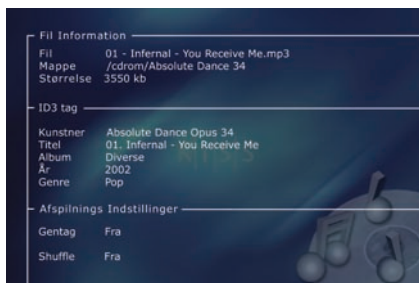 Fil Information
Fil 01 - Infernal - You Receive Me.mp3
Mappe /cdrom/Absolute Dance 34
Størrelse 3550 kb
ID3 tag
Kunstner Absolute Dance Opus 34
Titel 01. Infernal - You Receive Me
Album Diverse
År 2002
Genre Pop
Afspilnings Indstillinger
Gentag Fra
Shuffle Fra